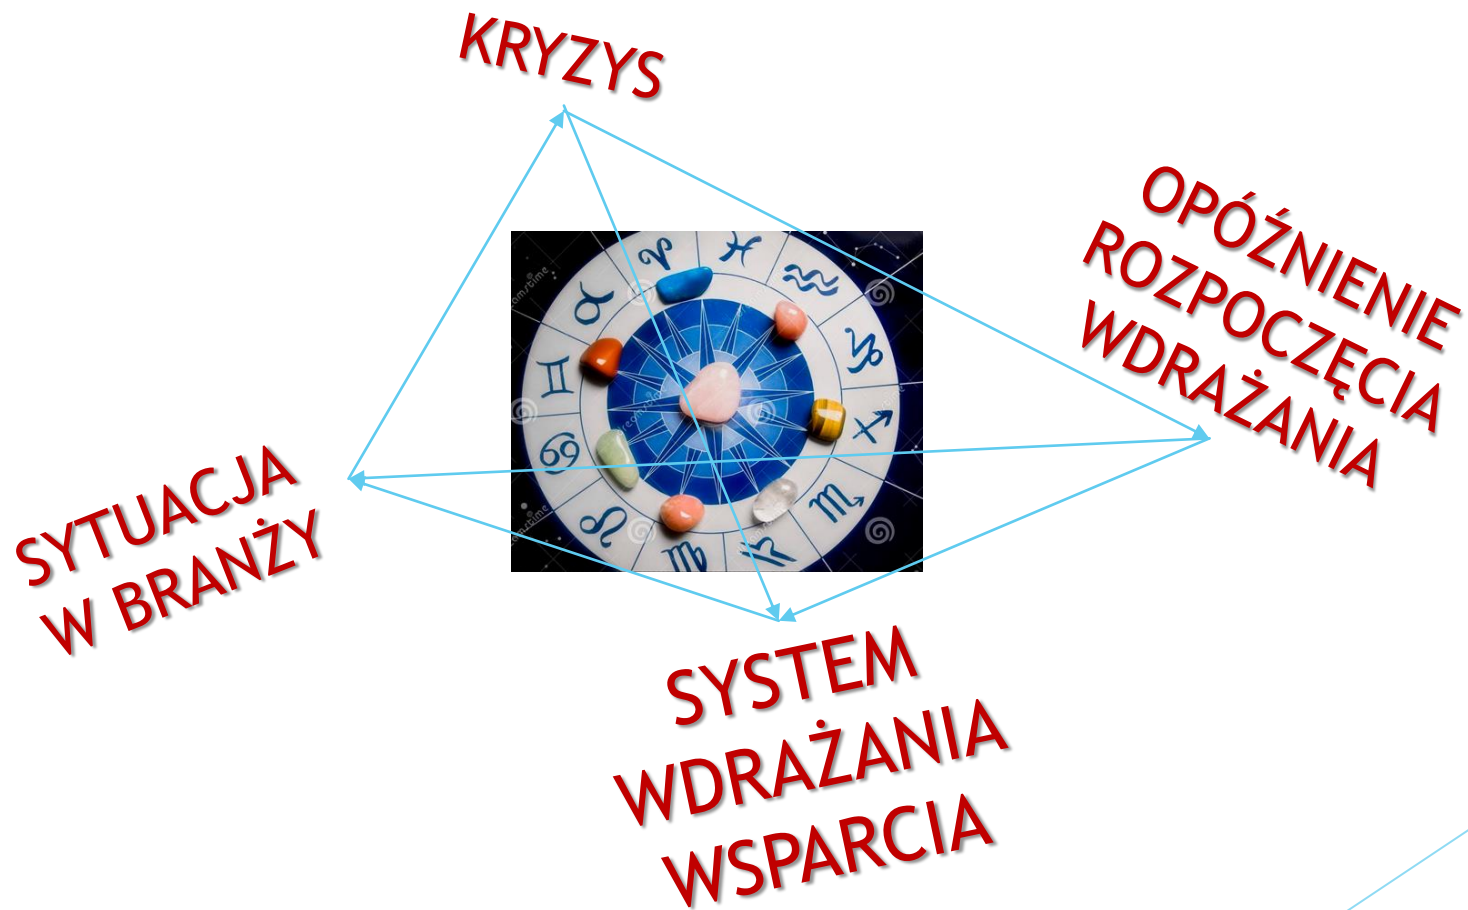 KRYZYS
OPÓŹNIENIE
ROZPOCZĘCIA
WDRAŻANIA
SYTUACJA
W BRANŻY
SYSTEM
WDRAŻANIA
WSPARCIA